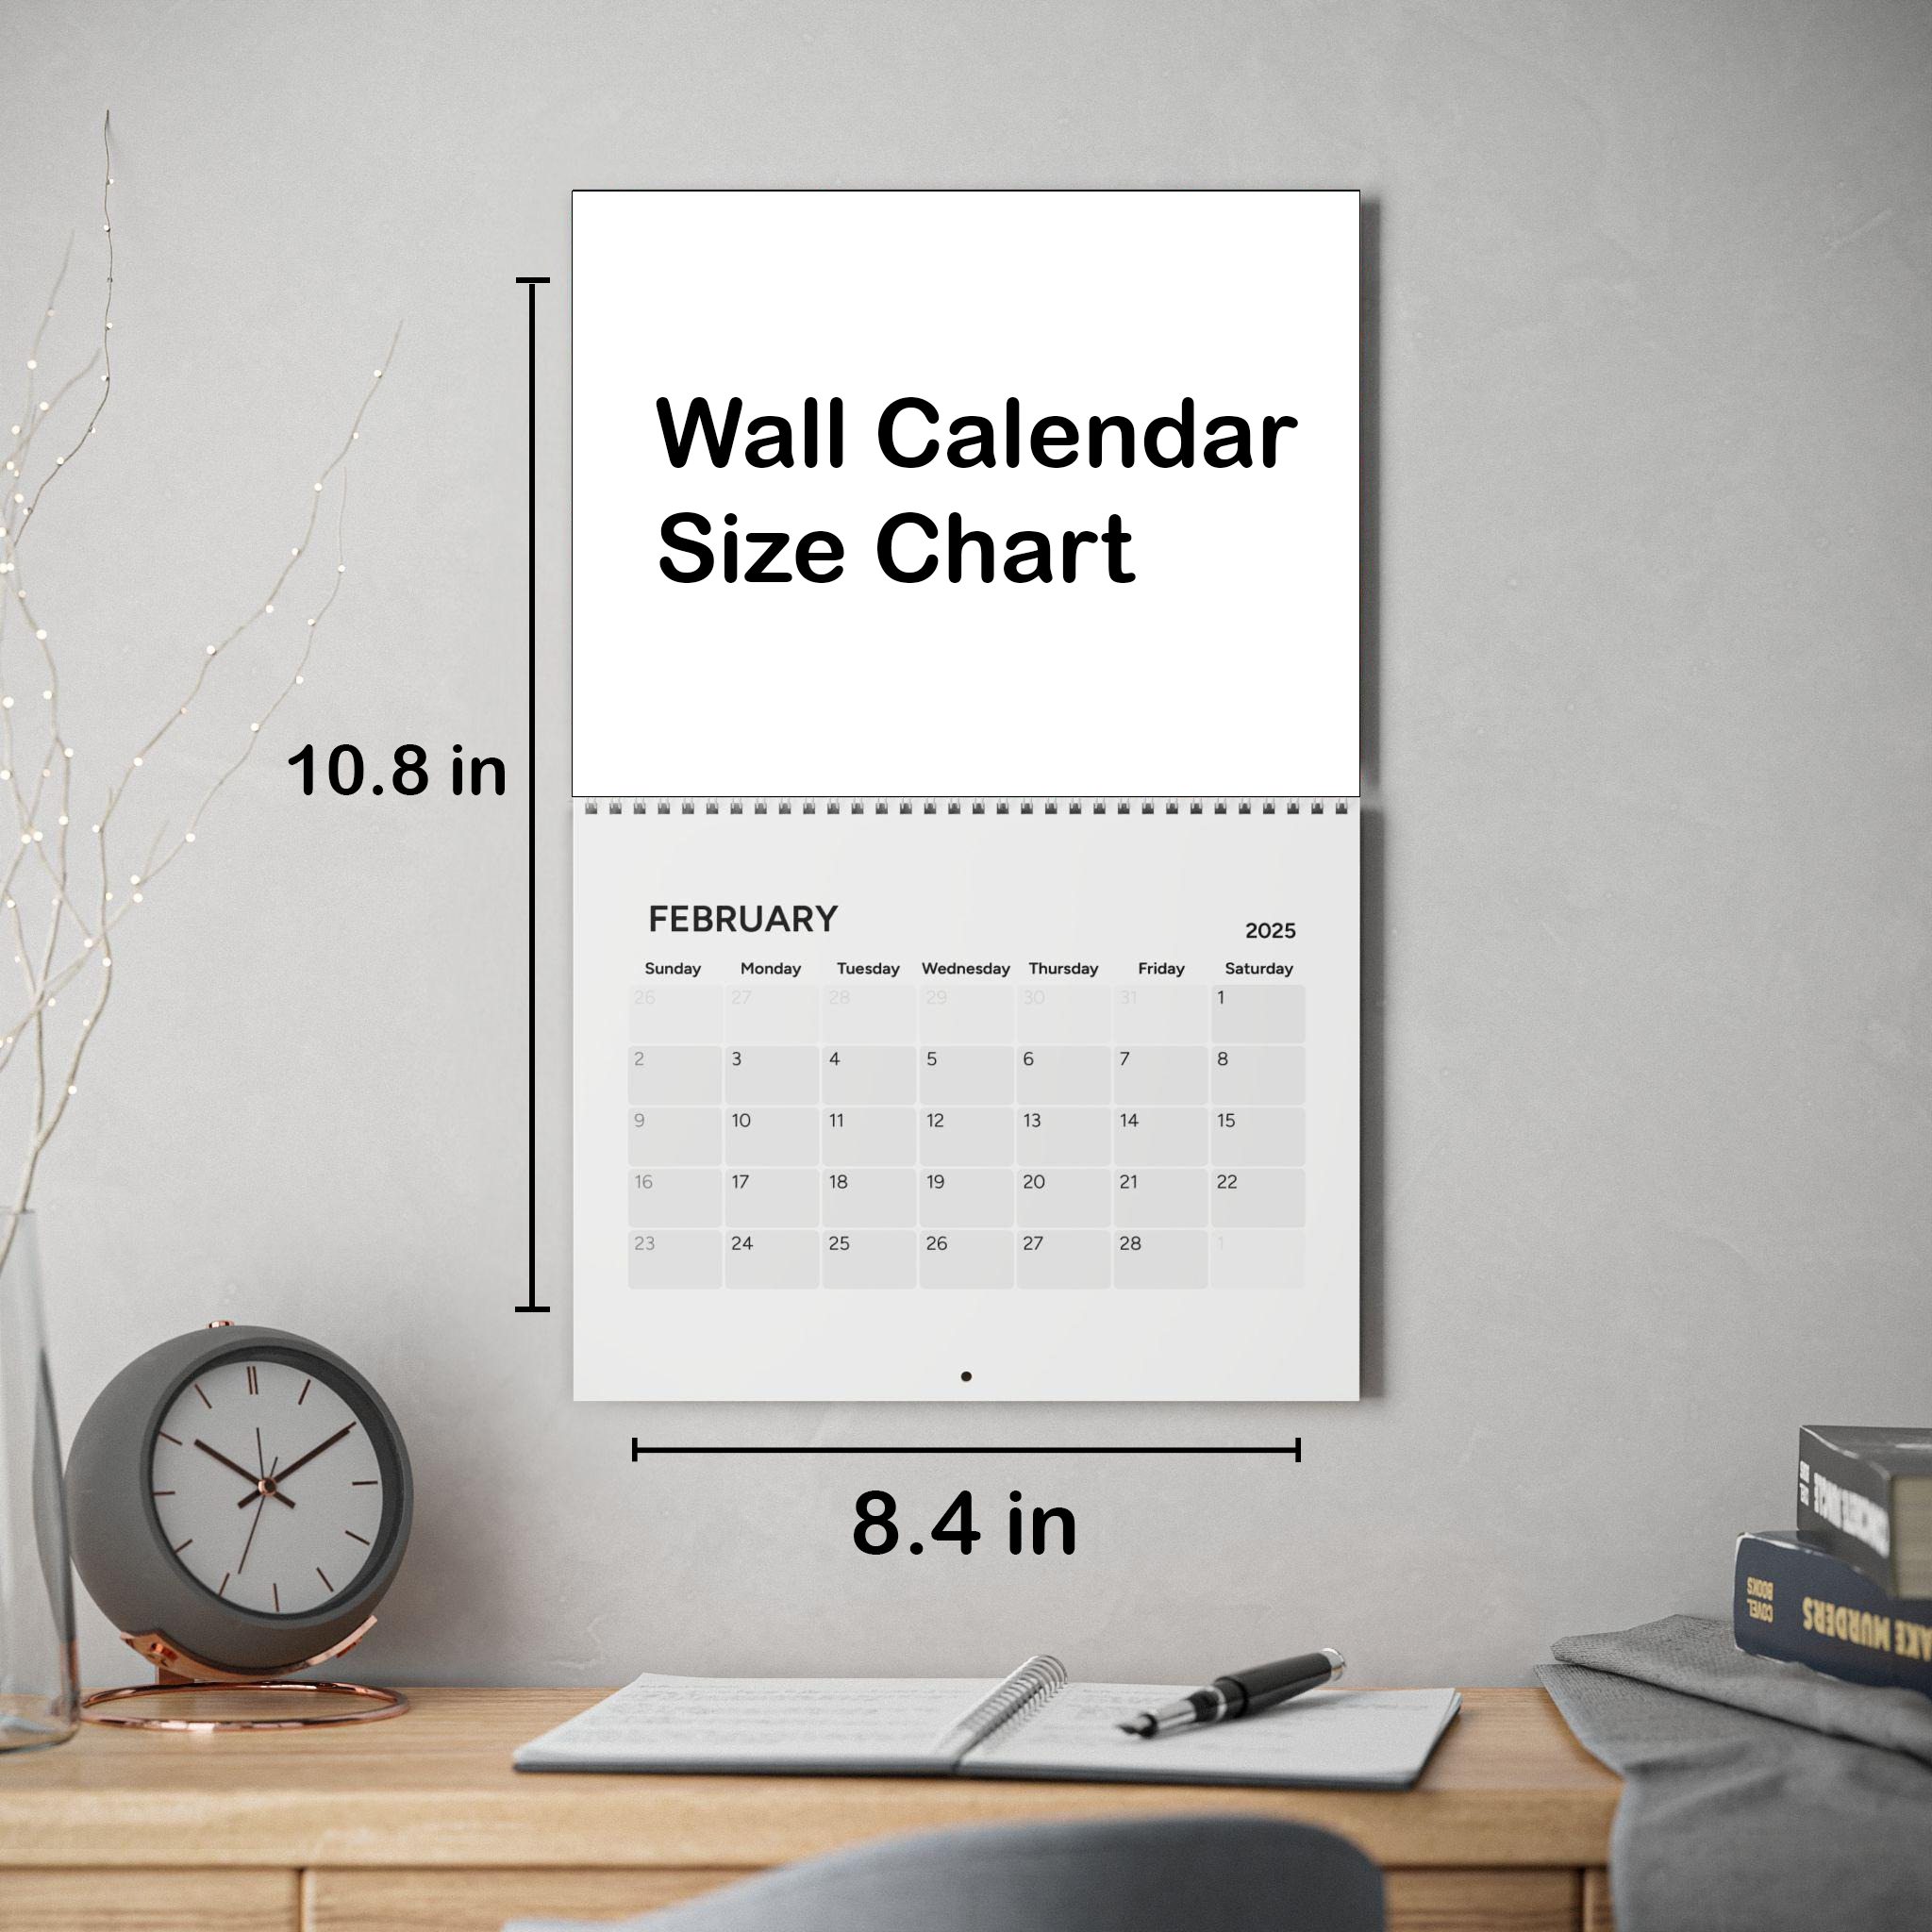 Wall Calendar
Size Chart
10.8 in
FEBRUARY
2025
Sunday Monday Tuesday Wednesday Thursday Friday Saturday
26 27 28 29 30 31 1
2 3 4 5 6 7 8
9 10 11 12 13 14 15
16 17 18 19 20 21 22
23 24 25 26 27 28 1
8.4 in
COVEL
BOOKS
MURDERS